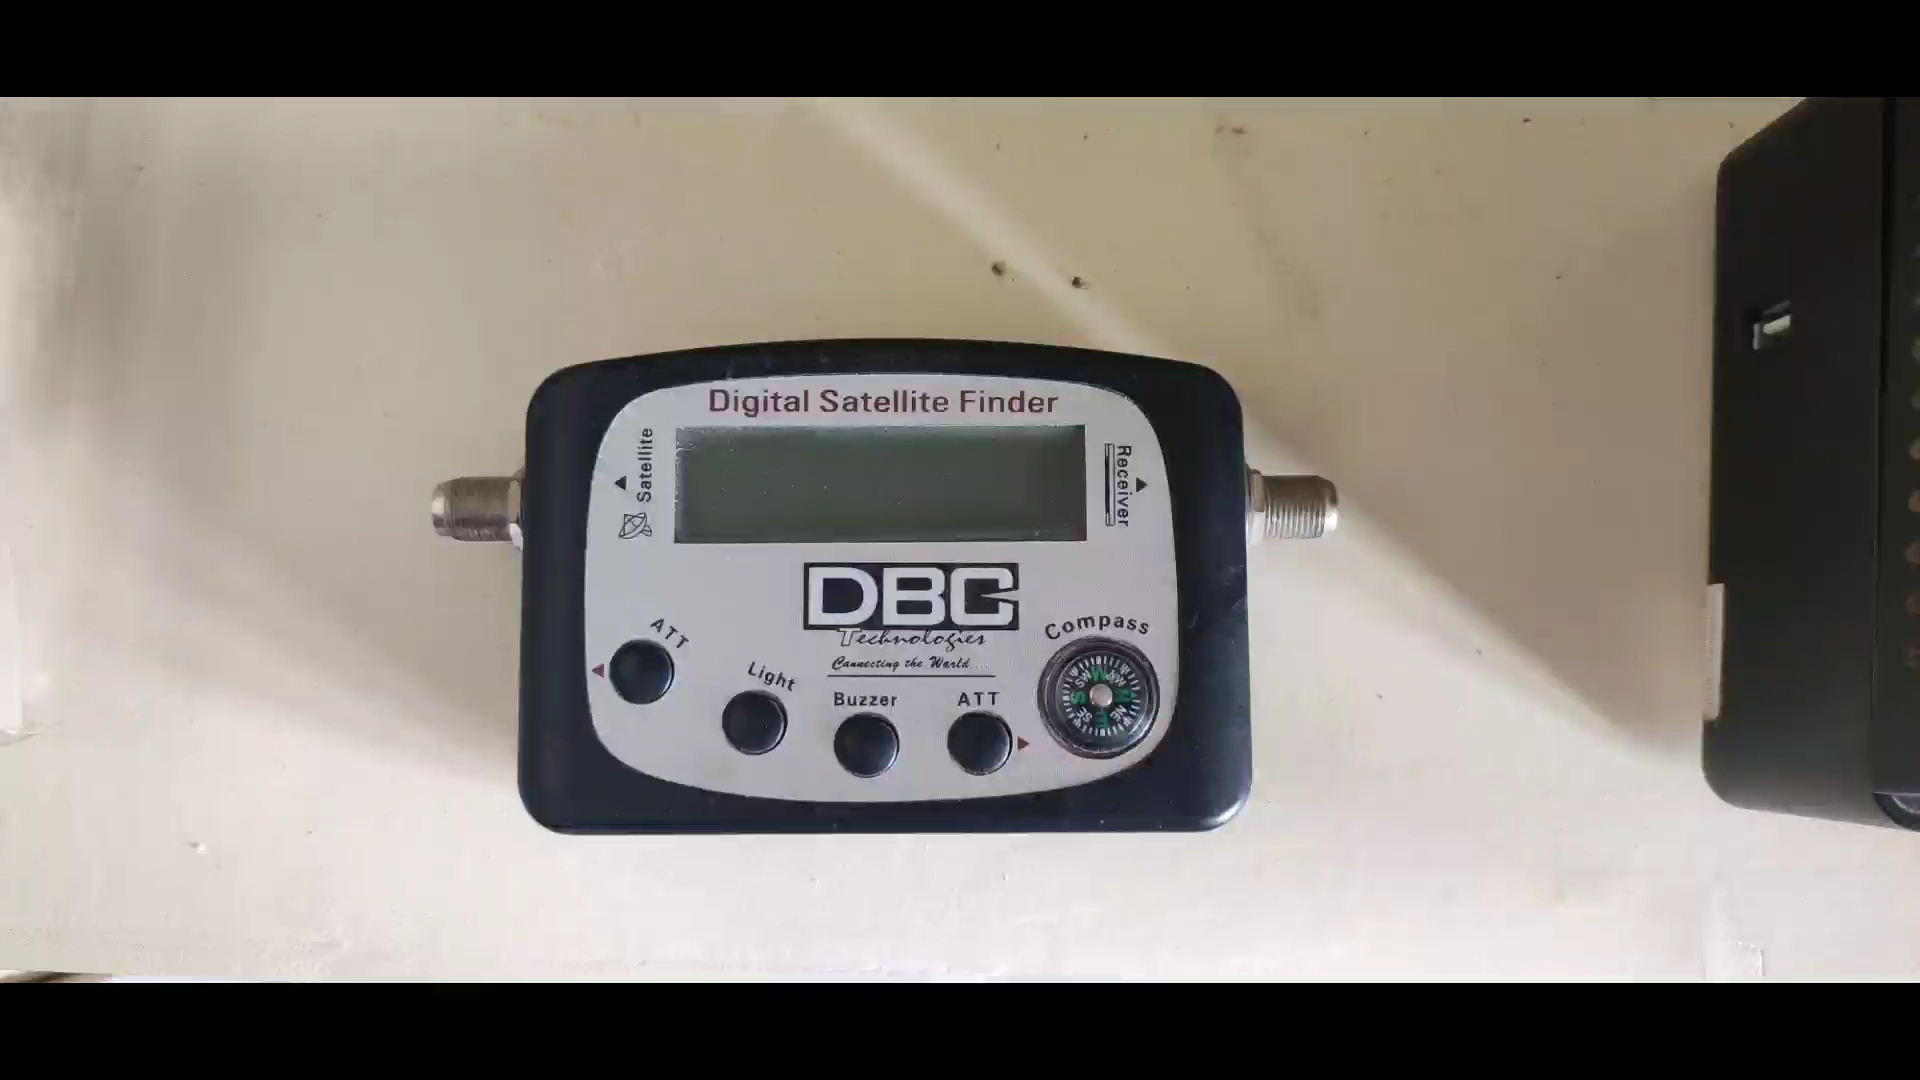 Digital Satellite Finder
Satellite
Receiver
DBC
Technologies
Connecting the World....
ATT
Light
Buzzer
ATT
Compass